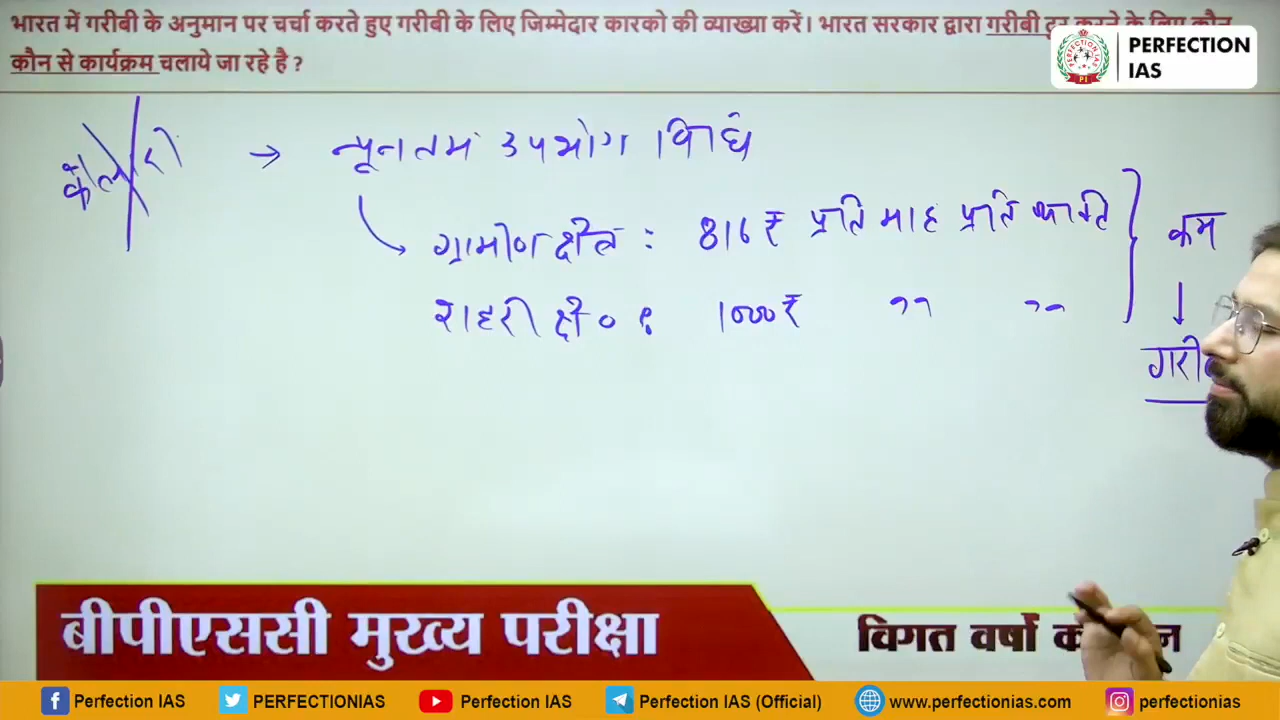 भारत में गरीबी के अनुमान पर चर्चा करते हुए गरीबी के लिए जिम्मेदार कारको की व्याख्या करें। भारत सरकार द्वारा गरीबी दूर करने के लिए कौन
कौन से कार्यक्रम चलाये जा रहे है ?
PERFECTION
IAS
PI
कैलोरी → न्यूनतम उपभोग विधि
ग्रामीण क्षेत्र : 816₹ प्रति माह प्रति व्यक्ति
कम
शहरी क्षे० : 1000₹ ,, ,,
↓
बीपीएससी मुख्य परीक्षा
विगत वर्षों
Perfection IAS PERFECTIONIAS Perfection IAS Perfection IAS (Official) www.perfectionias.com perfectionias